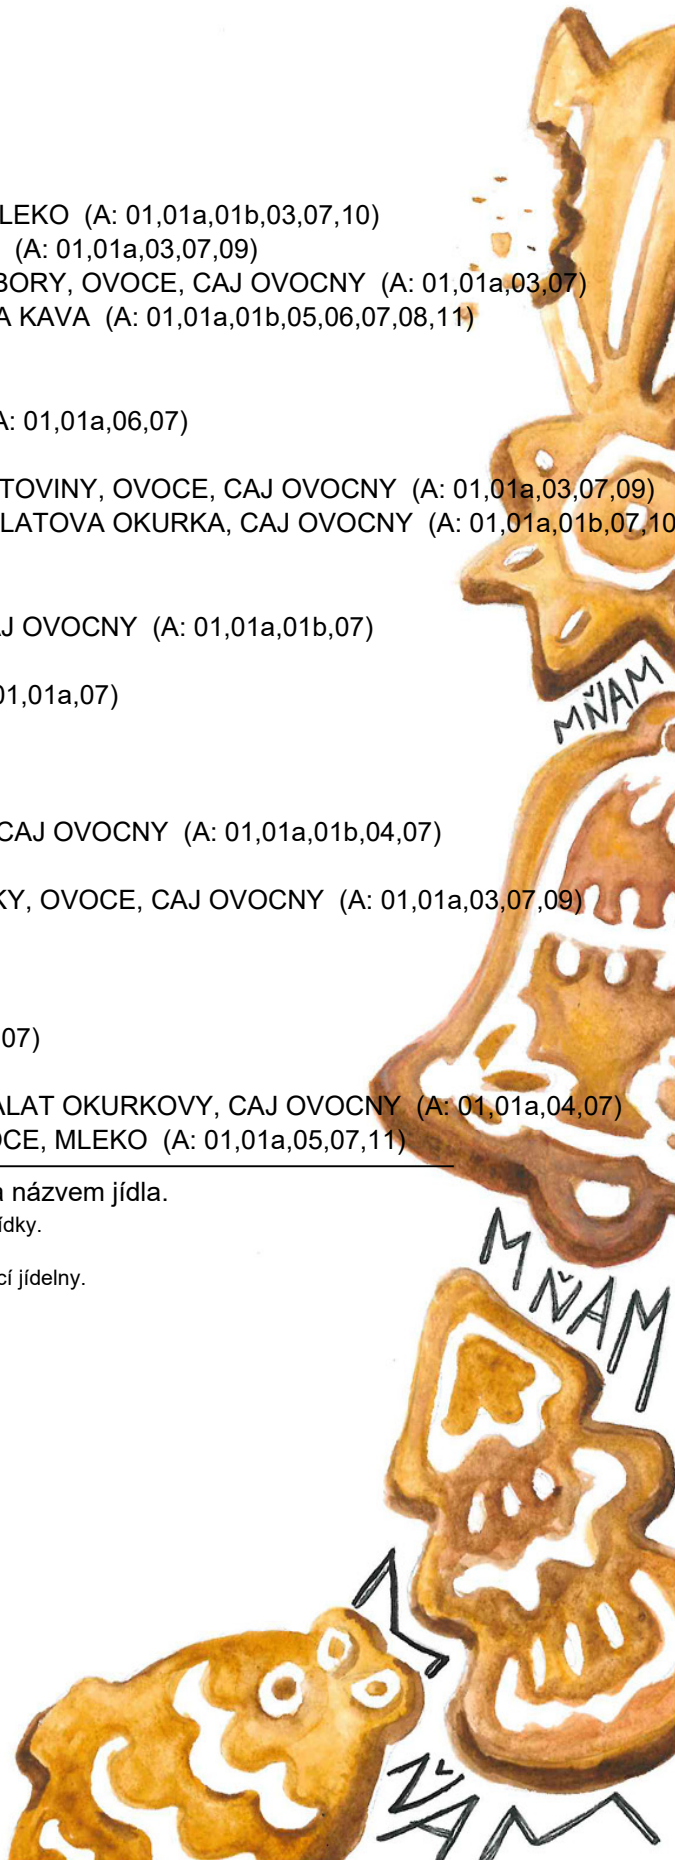 LEKO (A: 01,01a,01b,03,07,10)
(A: 01,01a,03,07,09)
BORY, OVOCE, CAJ OVOCNY (A: 01,01a,03,07)
A KAVA (A: 01,01a,01b,05,06,07,08,11)
A: 01,01a,06,07)
TOVINY, OVOCE, CAJ OVOCNY (A: 01,01a,03,07,09)
LATOVA OKURKA, CAJ OVOCNY (A: 01,01a,01b,07,10
AJ OVOCNY (A: 01,01a,01b,07)
01,01a,07)
MŇAM
CAJ OVOCNY (A: 01,01a,01b,04,07)
KY, OVOCE, CAJ OVOCNY (A: 01,01a,03,07,09)
07)
ALAT OKURKOVY, CAJ OVOCNY (A: 01,01a,04,07)
OCE, MLEKO (A: 01,01a,05,07,11)
a názvem jídla.
ídky.
cí jídelny.
MŇAM
MŇAM